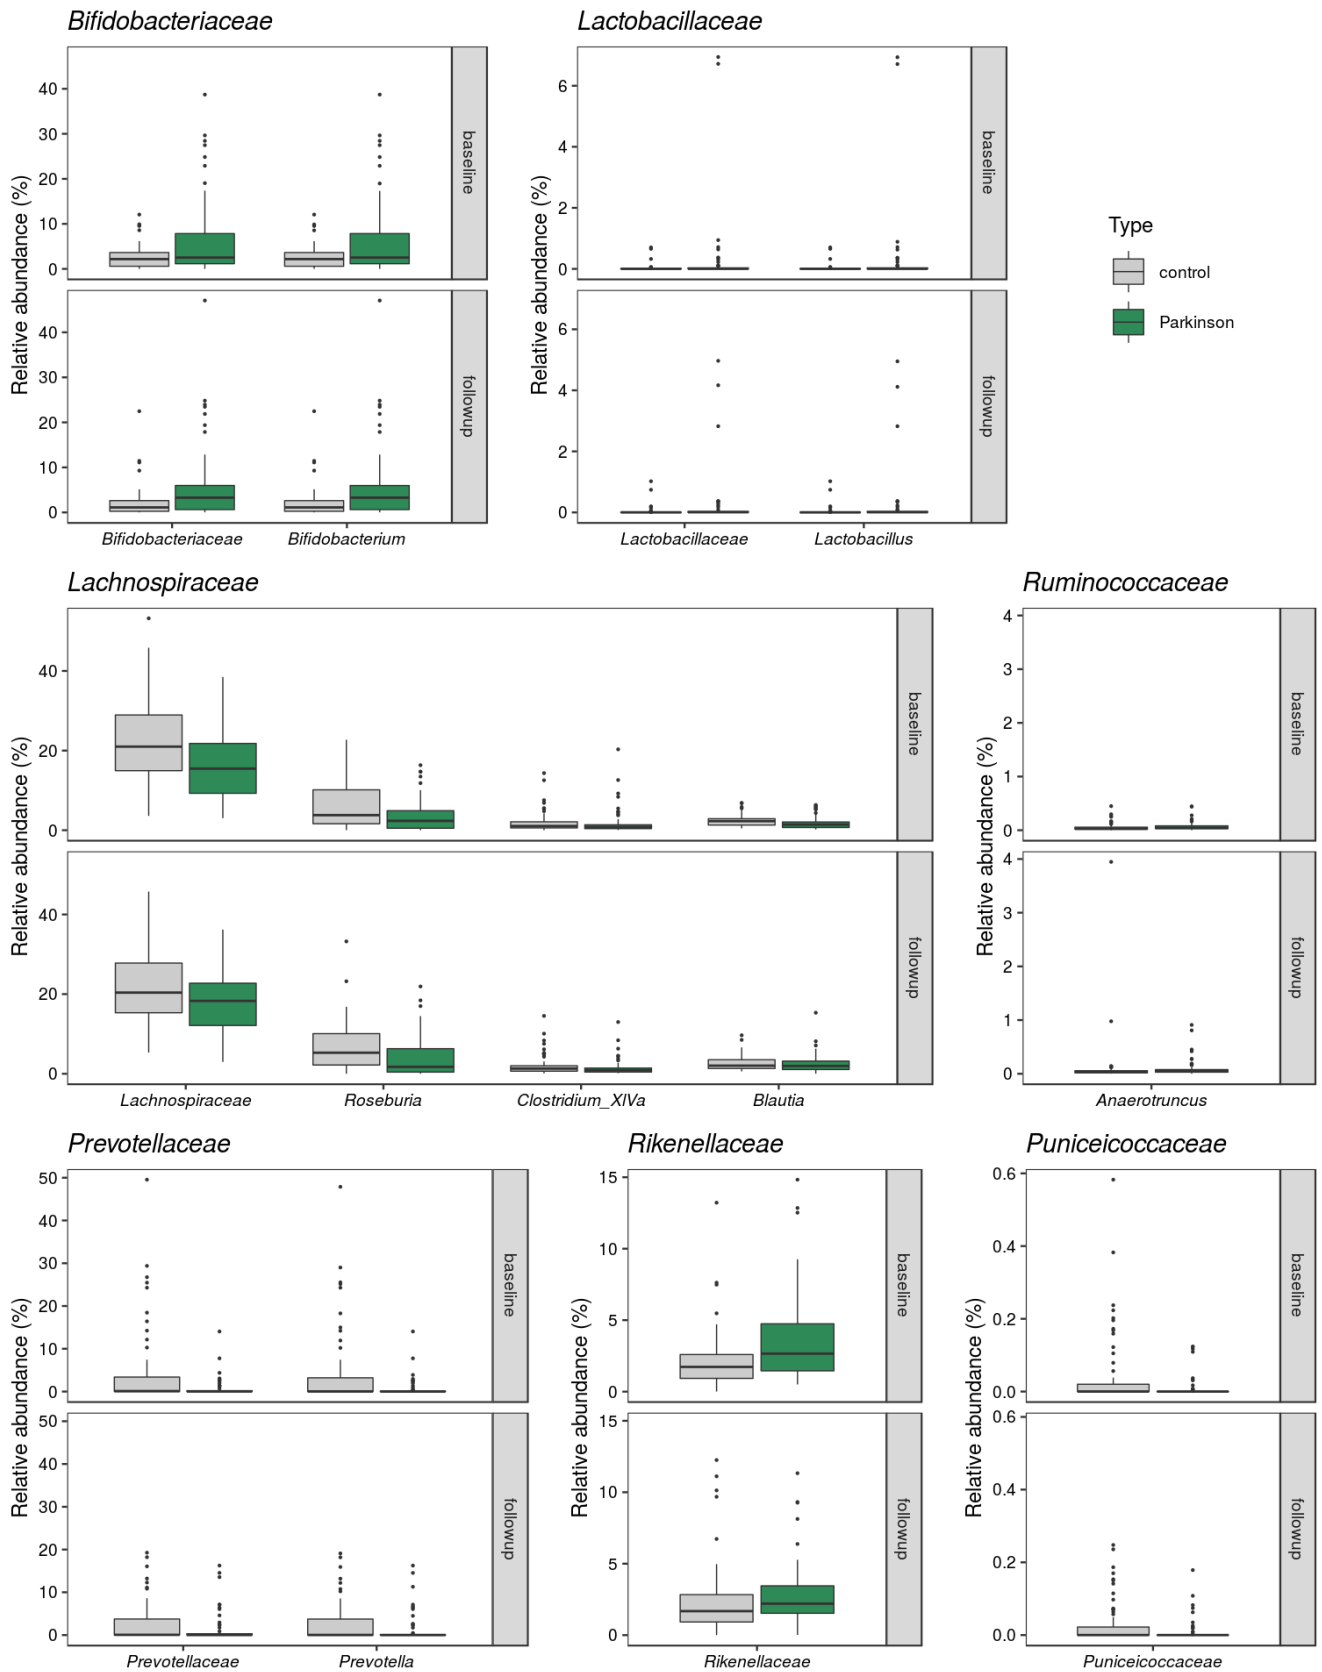 Bifidobacteriaceae
Lactobacillaceae
Relative abundance (%)
40
30
20
10
0
baseline
40
30
20
10
0
followup
Bifidobacteriaceae
Bifidobacterium
Relative abundance (%)
6
4
2
0
baseline
6
4
2
0
followup
Lactobacillaceae
Lactobacillus
Type
control
Parkinson
Lachnospiraceae
Ruminococcaceae
Relative abundance (%)
40
20
0
baseline
40
20
0
followup
Lachnospiraceae
Roseburia
Clostridium_XIVa
Blautia
Relative abundance (%)
4
3
2
1
0
baseline
4
3
2
1
0
followup
Anaerotruncus
Prevotellaceae
Rikenellaceae
Puniceicoccaceae
Relative abundance (%)
50
40
30
20
10
0
baseline
50
40
30
20
10
0
followup
Prevotellaceae
Prevotella
Relative abundance (%)
15
10
5
0
baseline
15
10
5
0
followup
Rikenellaceae
Relative abundance (%)
0.6
0.4
0.2
0.0
baseline
0.6
0.4
0.2
0.0
followup
Puniceicoccaceae